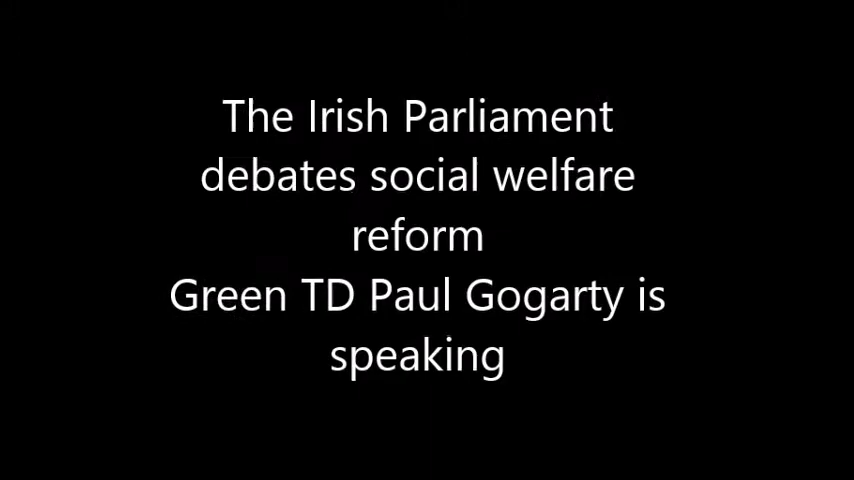 The Irish Parliament
debates social welfare
reform
Green TD Paul Gogarty is
speaking